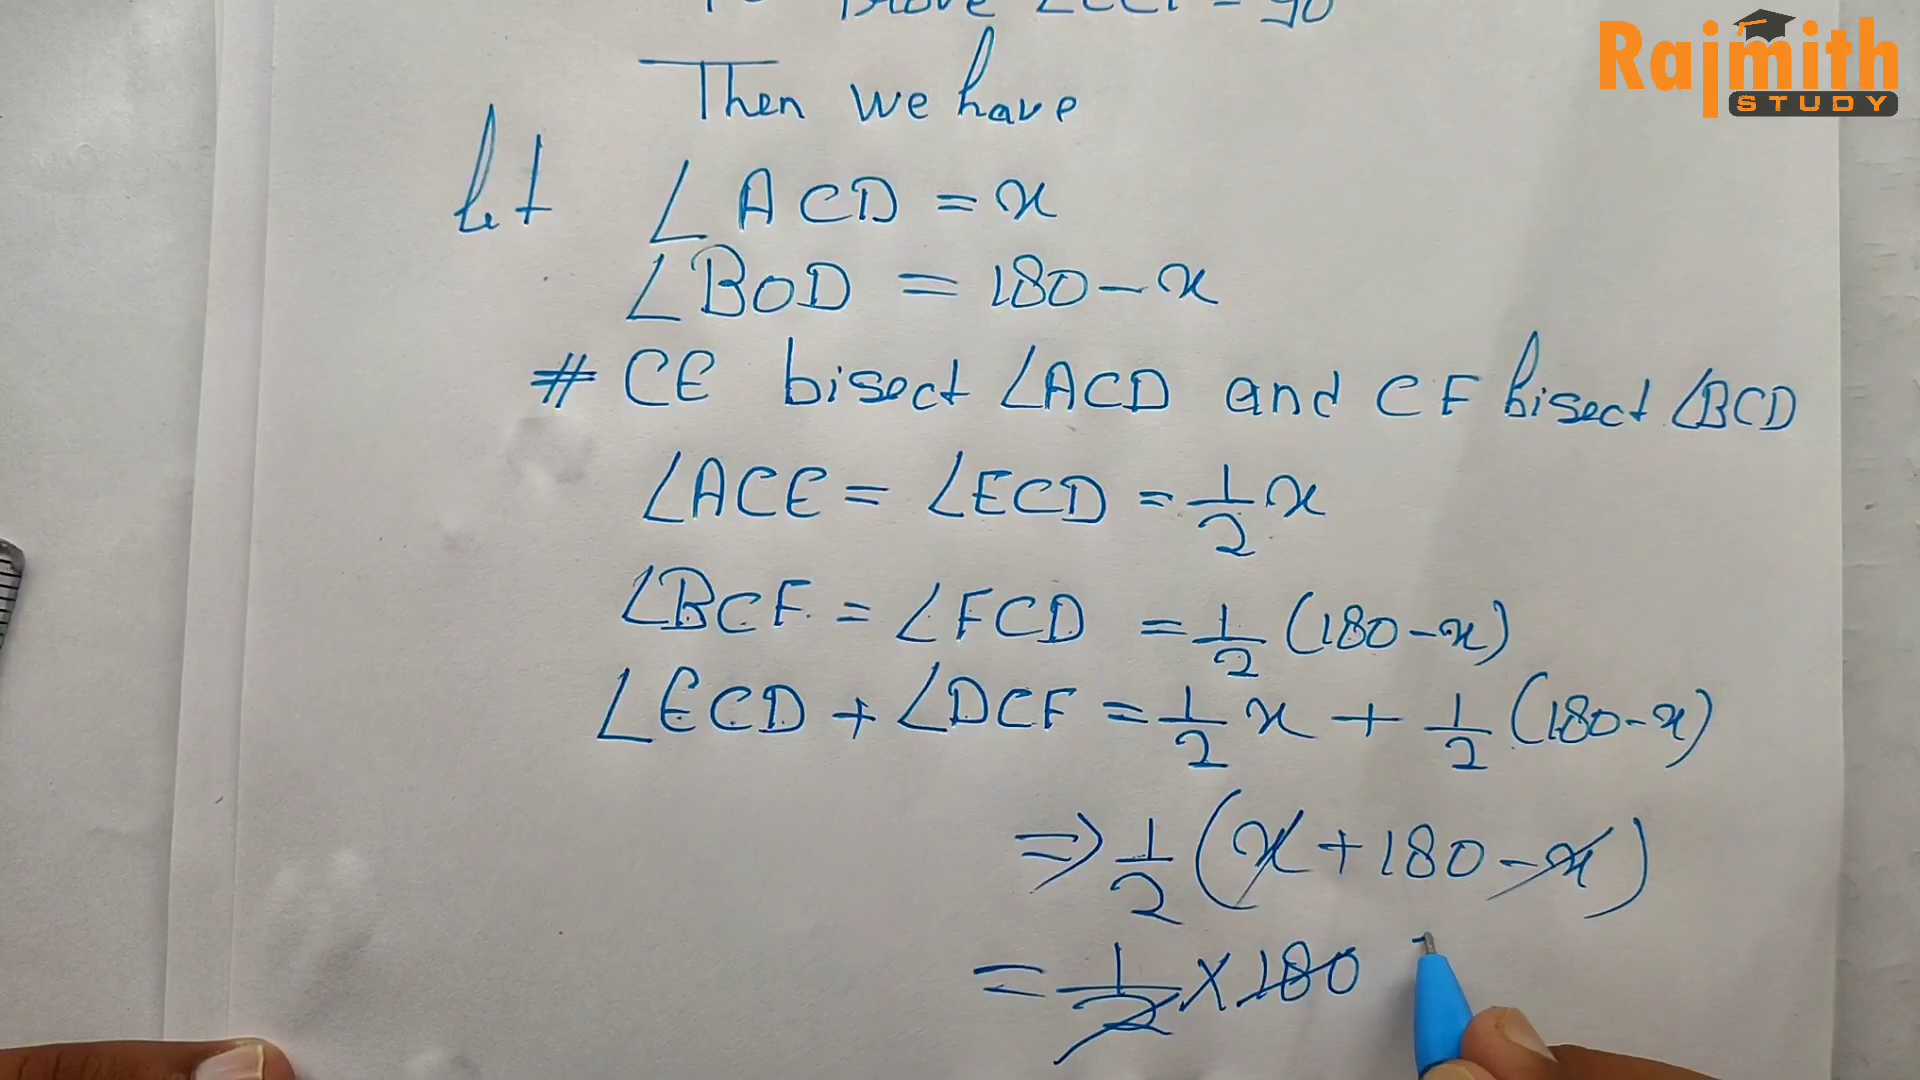 Rajmith
STUDY
Then we have
let ∠ACD = x
∠BOD = 180 - x
# CE bisect ∠ACD and CF bisect ∠BCD
∠ACE = ∠ECD = 1/2 x
∠BCF = ∠FCD = 1/2 (180 - x)
∠ECD + ∠DCF = 1/2 x + 1/2 (180 - x)
⇒ 1/2 (x + 180 - x)
= 1/2 × 180